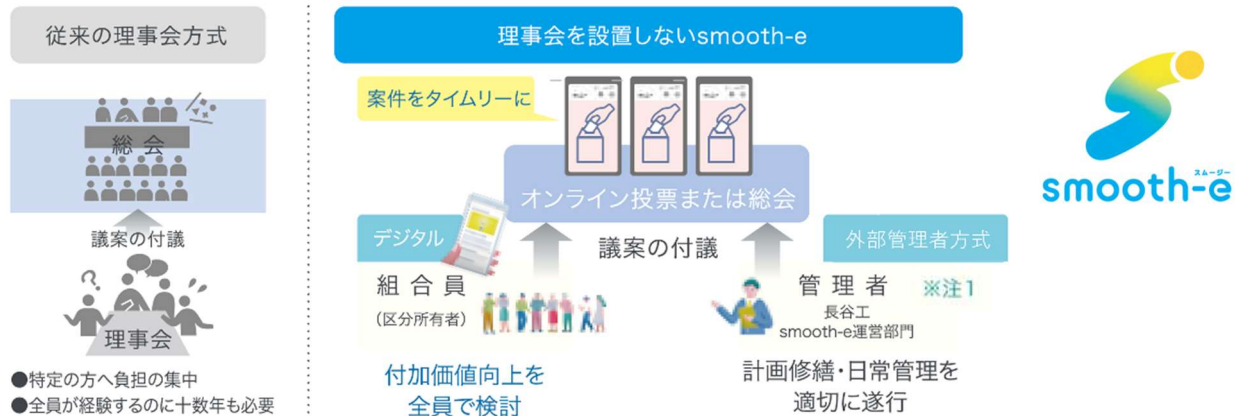 従来の理事会方式
総会
議案の付議
理事会
●特定の方へ負担の集中
●全員が経験するのに十数年も必要
理事会を設置しないsmooth-e
案件をタイムリーに
オンライン投票または総会
デジタル
議案の付議
外部管理者方式
組合員
(区分所有者)
管理者 ※注1
長谷工
smooth-e運営部門
付加価値向上を
全員で検討
計画修繕・日常管理を
適切に遂行
スムージー
smooth-e